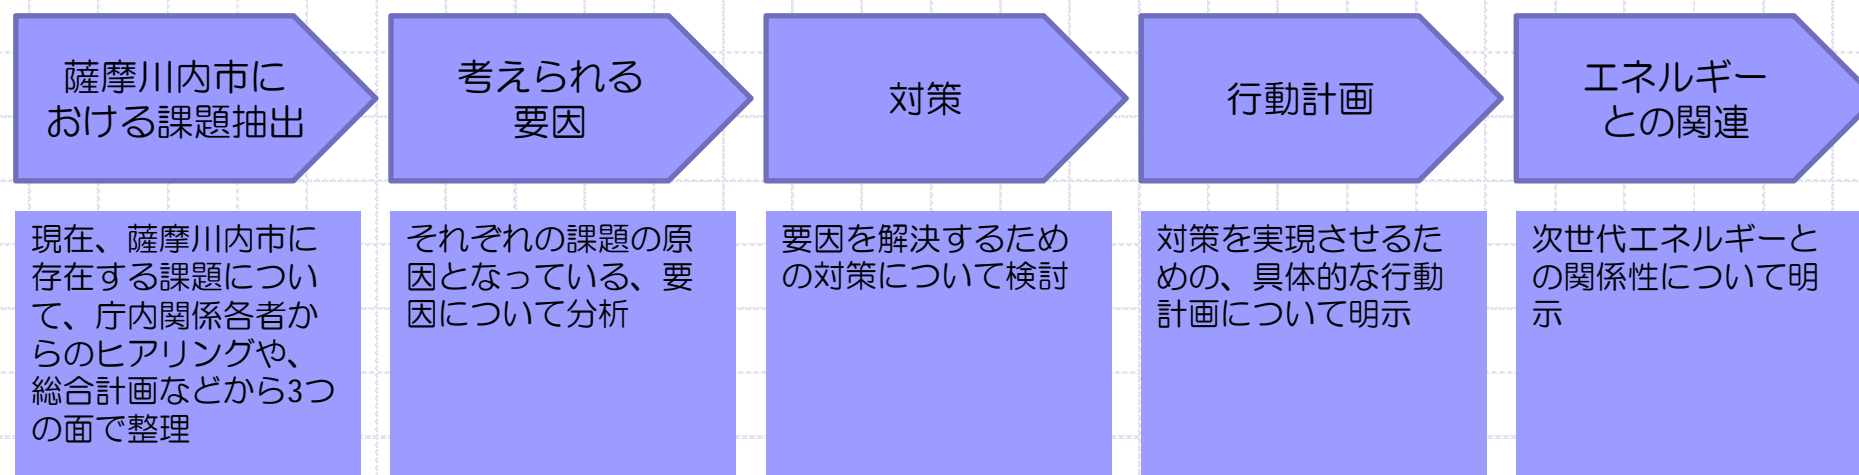 薩摩川内市に
おける課題抽出
考えられる
要因
対策
行動計画
エネルギー
との関連
現在、薩摩川内市に
存在する課題につい
て、庁内関係各者か
らのヒアリングや、
総合計画などから3つ
の面で整理
それぞれの課題の原
因となっている、要
因について分析
要因を解決するため
の対策について検討
対策を実現させるた
めの、具体的な行動
計画について明示
次世代エネルギーと
の関係性について明
示